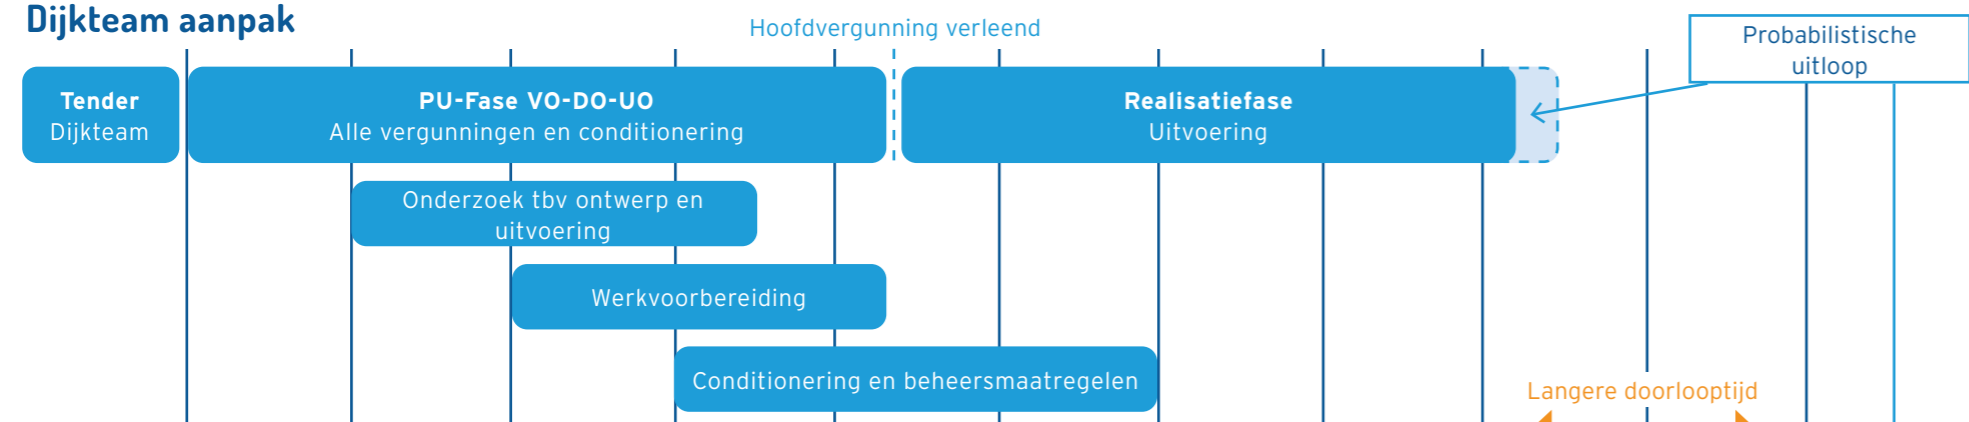 Dijkteam aanpak
Hoofdvergunning verleend
Probabilistische
uitloop
Tender
Dijkteam
PU-Fase VO-DO-UO
Alle vergunningen en conditionering
Realisatiefase
Uitvoering
Onderzoek tbv ontwerp en
uitvoering
Werkvoorbereiding
Conditionering en beheersmaatregelen
Langere doorlooptijd